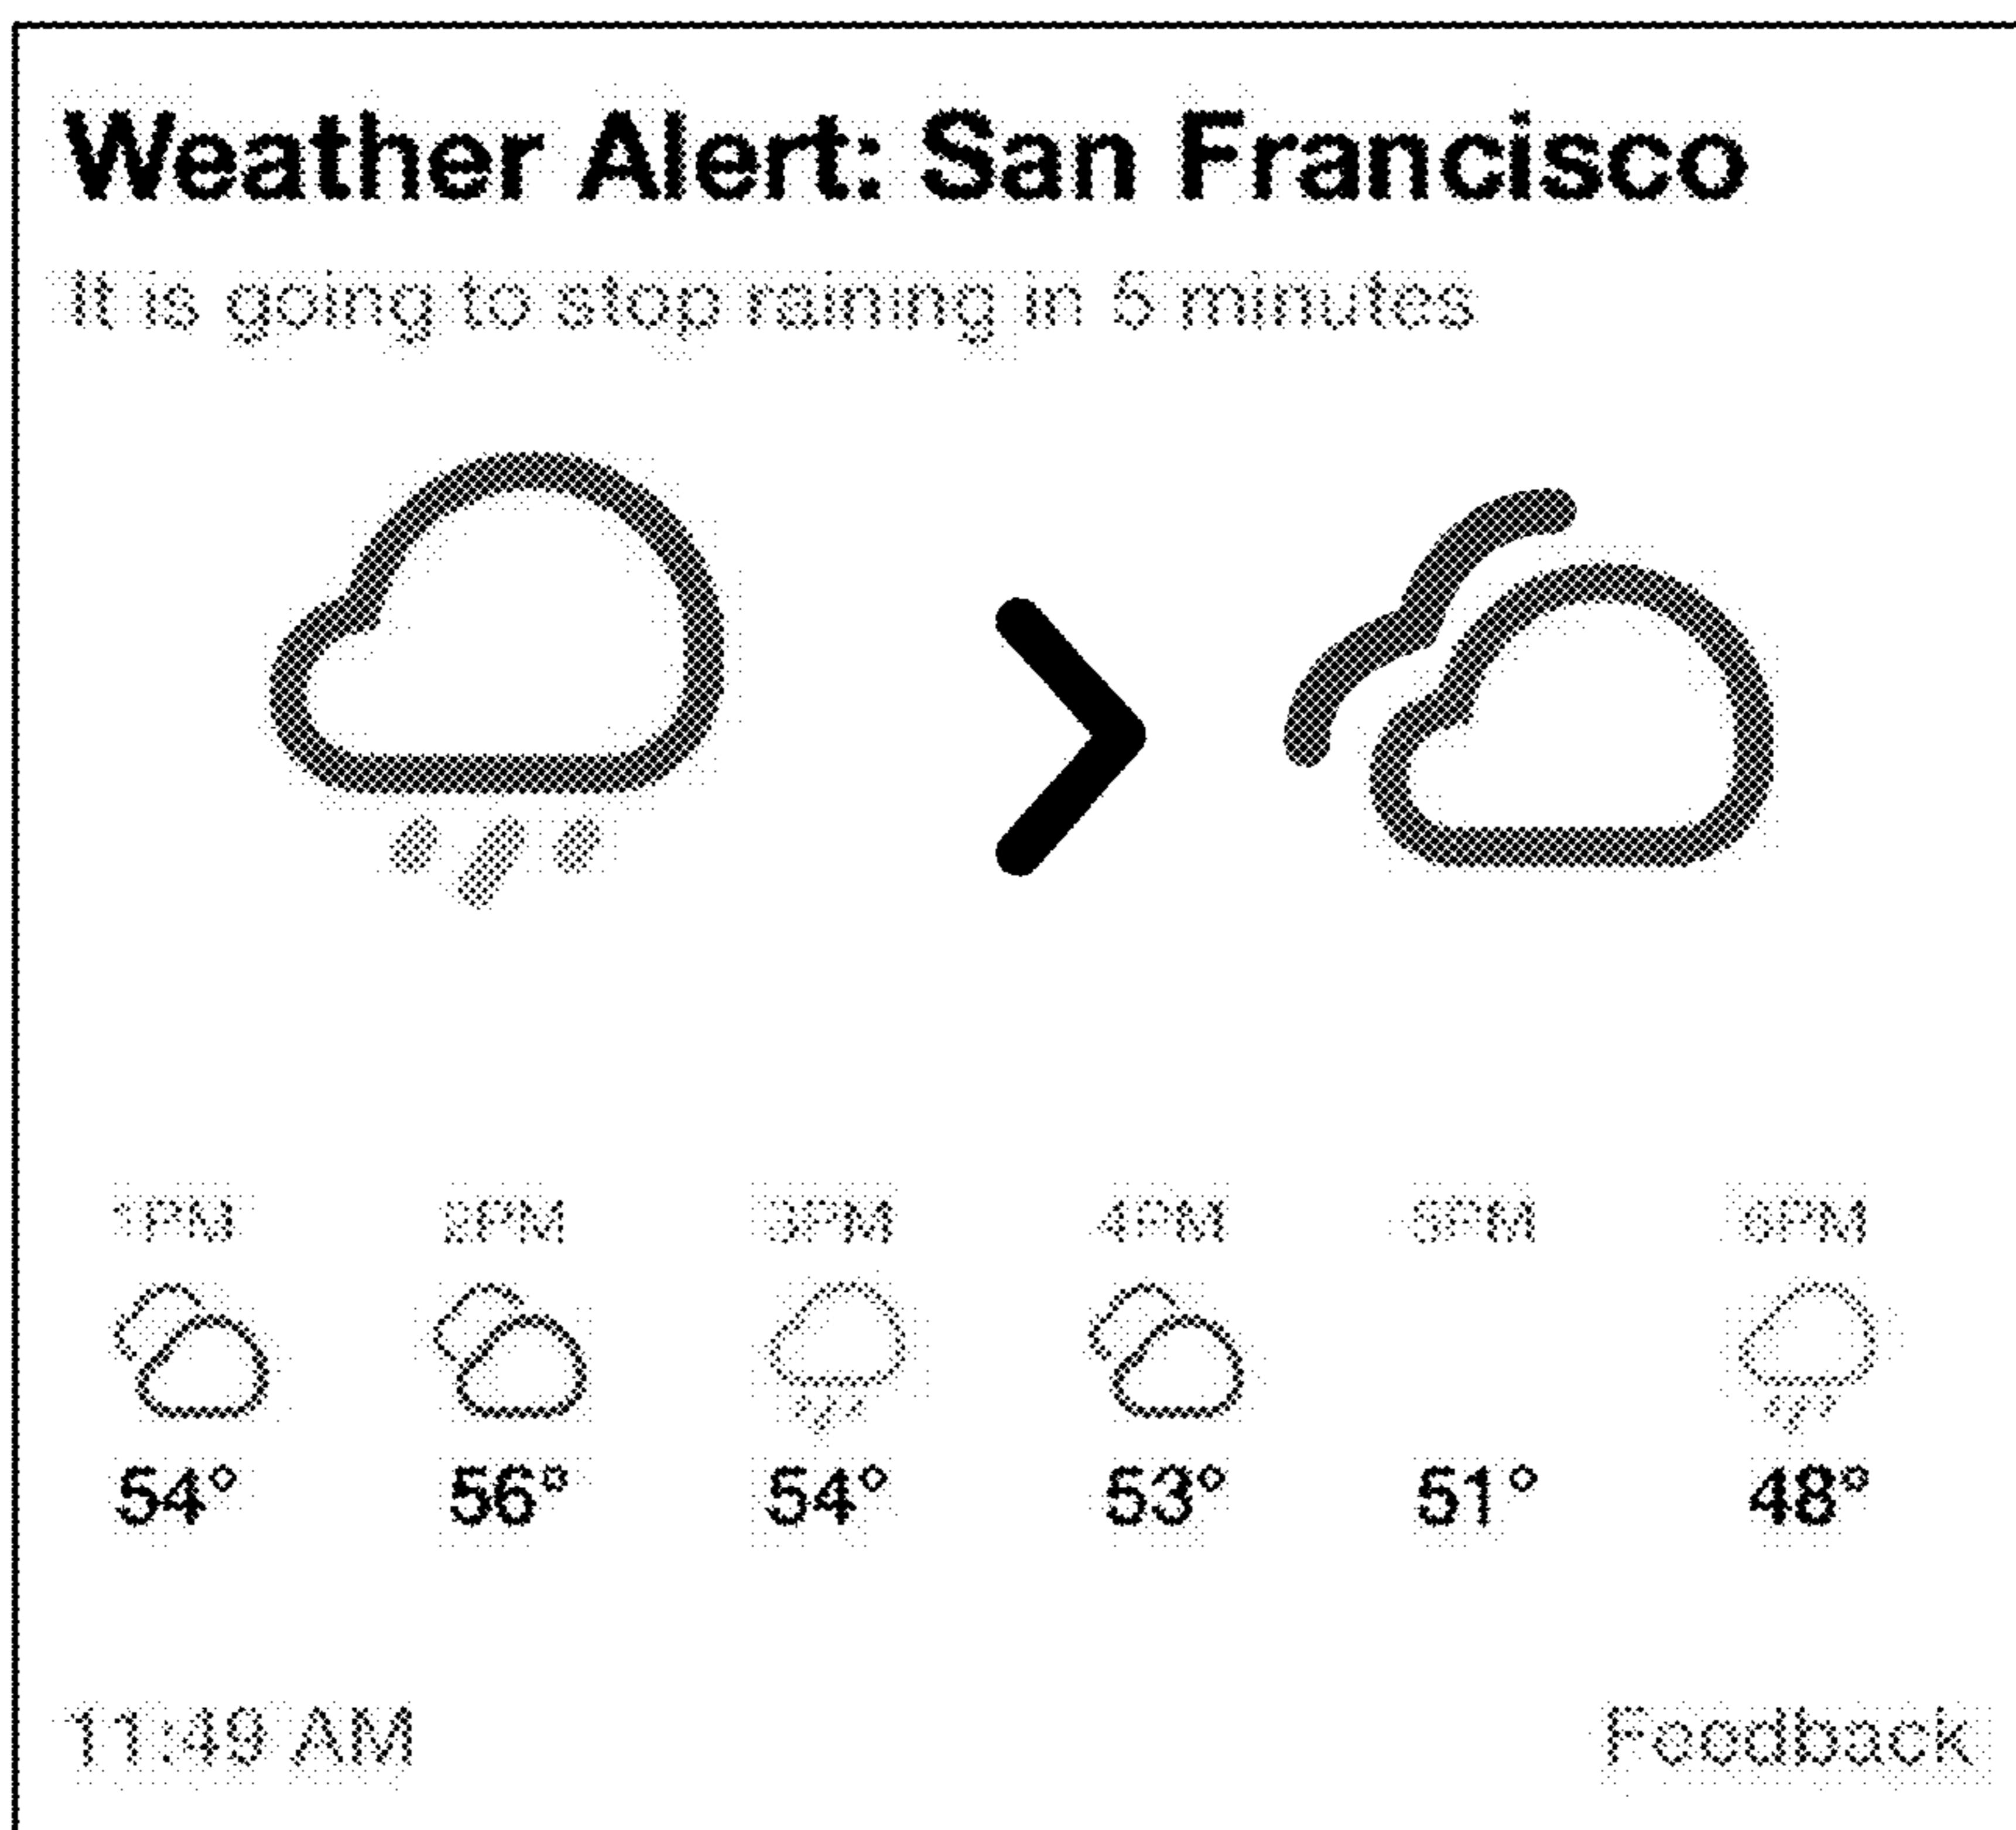 Weather Alert: San Francisco
It is going to stop raining in 5 minutes
1PM 2PM 3PM 4PM 5PM 6PM
54° 56° 54° 53° 51° 48°
11:49 AM Feedback